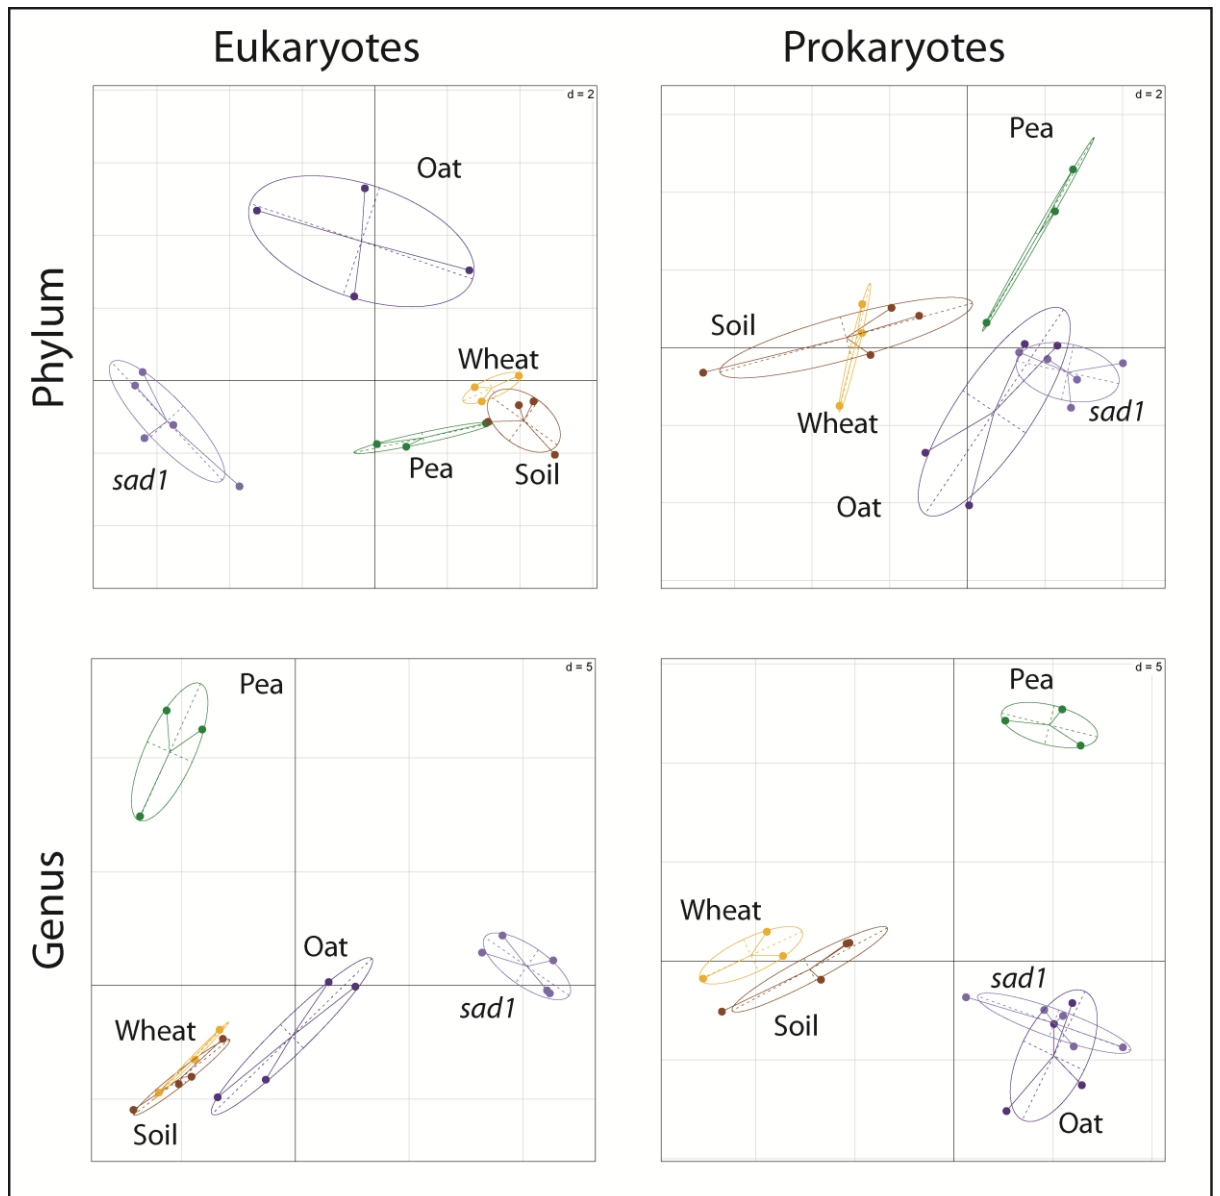 Eukaryotes
Prokaryotes
Phylum
d = 2
Oat
Wheat
sad1
Pea
Soil
d = 2
Pea
Soil
Wheat
sad1
Oat
Genus
d = 5
Pea
Oat
sad1
Wheat
Soil
d = 5
Pea
Wheat
sad1
Soil
Oat